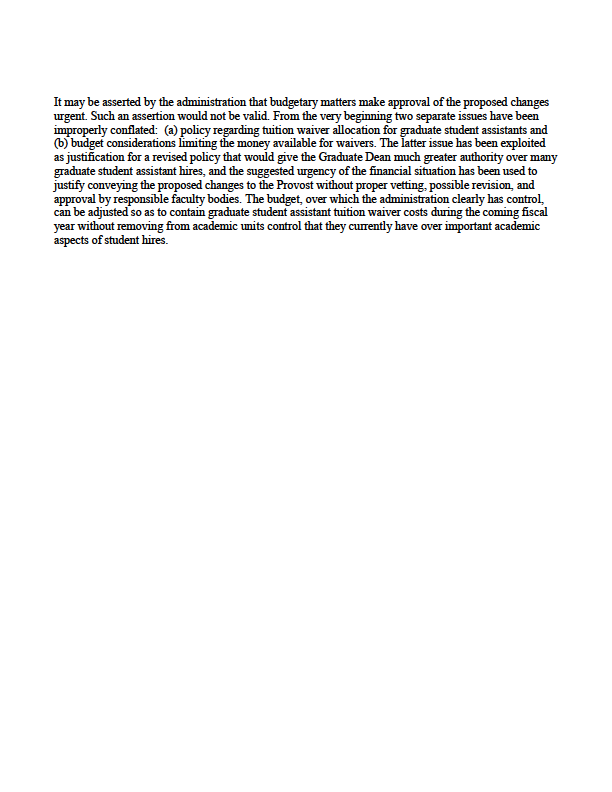 It may be asserted by the administration that budgetary matters make approval of the proposed changes
urgent. Such an assertion would not be valid. From the very beginning two separate issues have been
improperly conflated:  (a) policy regarding tuition waiver allocation for graduate student assistants and
(b) budget considerations limiting the money available for waivers. The latter issue has been exploited
as justification for a revised policy that would give the Graduate Dean much greater authority over many
graduate student assistant hires, and the suggested urgency of the financial situation has been used to
justify conveying the proposed changes to the Provost without proper vetting, possible revision, and
approval by responsible faculty bodies. The budget, over which the administration clearly has control,
can be adjusted so as to contain graduate student assistant tuition waiver costs during the coming fiscal
year without removing from academic units control that they currently have over important academic
aspects of student hires.